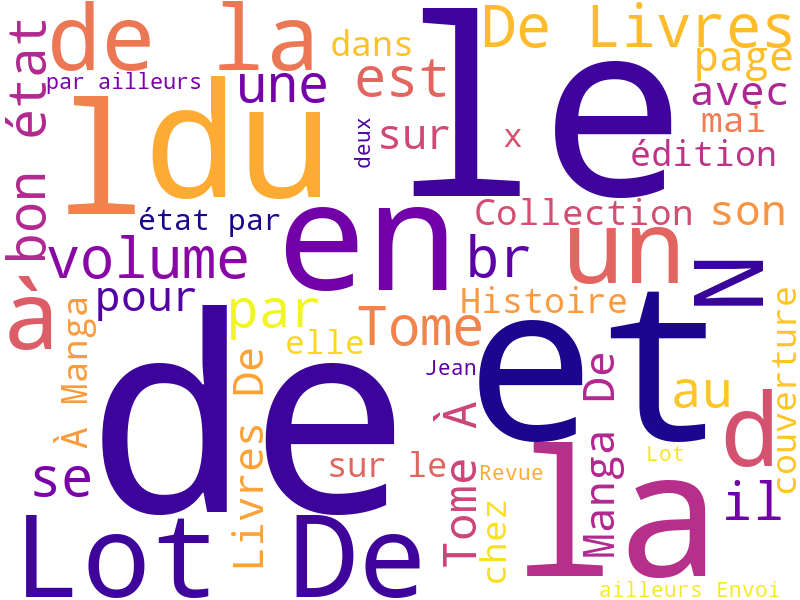 de la
De Livres
dans
page
par ailleurs
une
est
avec
le
l
du
sur
x
mai
deux
édition
bon état
état par
Collection
son
en
un
volume
br
N
à
pour
par
Tome
Histoire
et
elle
À Manga
Jean
de
Livres De
Manga De
au
couverture
d
Tome À
se
sur le
Revue
Lot
la
il
chez
Lot De
ailleurs Envoi